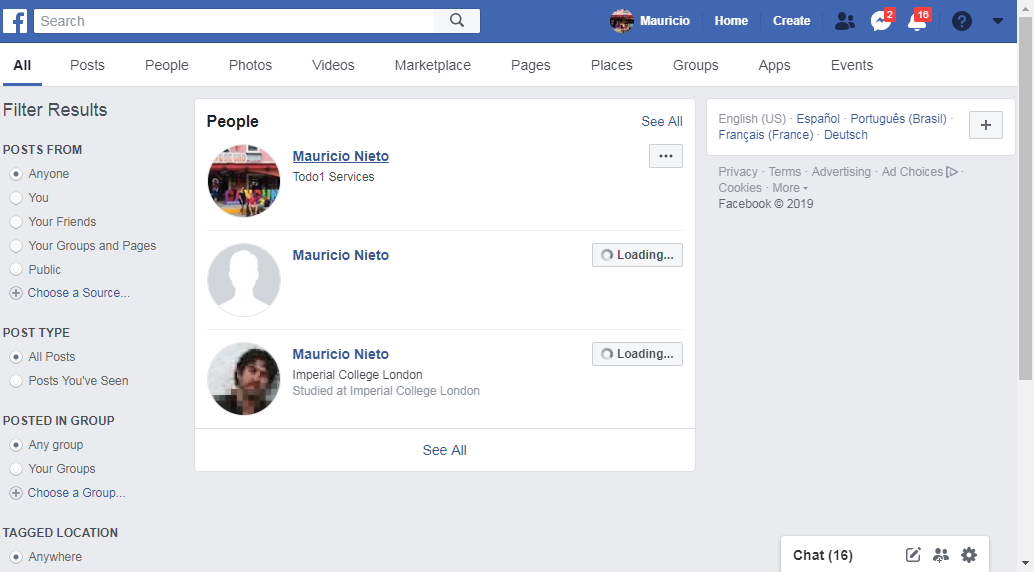 f Search Mauricio Home Create 2 16 ?
All Posts People Photos Videos Marketplace Pages Places Groups Apps Events
Filter Results
POSTS FROM
Anyone
You
Your Friends
Your Groups and Pages
Public
Choose a Source...
POST TYPE
All Posts
Posts You've Seen
POSTED IN GROUP
Any group
Your Groups
Choose a Group...
TAGGED LOCATION
Anywhere
People See All
Mauricio Nieto
Todo1 Services
Mauricio Nieto Loading...
Mauricio Nieto Loading...
Imperial College London
Studied at Imperial College London
See All
English (US) · Español · Português (Brasil) ·
Français (France) · Deutsch
Privacy · Terms · Advertising · Ad Choices ·
Cookies · More
Facebook © 2019
Chat (16)